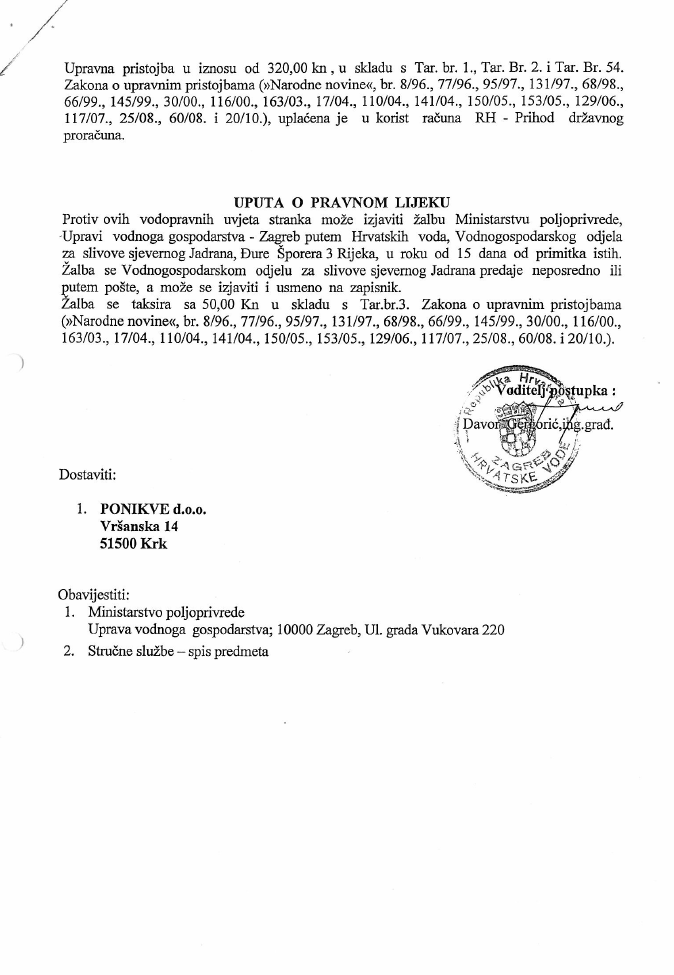 Upravna pristojba u iznosu od 320,00 kn , u skladu s Tar. br. 1., Tar. Br. 2. i Tar. Br. 54.
Zakona o upravnim pristojbama (»Narodne novine«, br. 8/96., 77/96., 95/97., 131/97., 68/98.,
66/99., 145/99., 30/00., 116/00., 163/03., 17/04., 110/04., 141/04., 150/05., 153/05., 129/06.,
117/07., 25/08., 60/08. i 20/10.), uplaćena je u korist računa RH - Prihod državnog
proračuna.
UPUTA O PRAVNOM LIJEKU
Protiv ovih vodopravnih uvjeta stranka može izjaviti žalbu Ministarstvu poljoprivrede,
Upravi vodnoga gospodarstva - Zagreb putem Hrvatskih voda, Vodnogospodarskog odjela
za slivove sjevernog Jadrana, Đure Šporera 3 Rijeka, u roku od 15 dana od primitka istih.
Žalba se Vodnogospodarskom odjelu za slivove sjevernog Jadrana predaje neposredno ili
putem pošte, a može se izjaviti i usmeno na zapisnik.
Žalba se taksira sa 50,00 Kn u skladu s Tar.br.3. Zakona o upravnim pristojbama
(»Narodne novine«, br. 8/96., 77/96., 95/97., 131/97., 68/98., 66/99., 145/99., 30/00., 116/00.,
163/03., 17/04., 110/04., 141/04., 150/05., 153/05., 129/06., 117/07., 25/08., 60/08. i 20/10.).
Voditelj postupka :
Davor Gergorić,ing.građ.
Republika Hrvatska
HRVATSKE VODE
ZAGREB
Dostaviti:
1. PONIKVE d.o.o.
Vršanska 14
51500 Krk
Obavijestiti:
1. Ministarstvo poljoprivrede
Uprava vodnoga gospodarstva; 10000 Zagreb, Ul. grada Vukovara 220
2. Stručne službe – spis predmeta